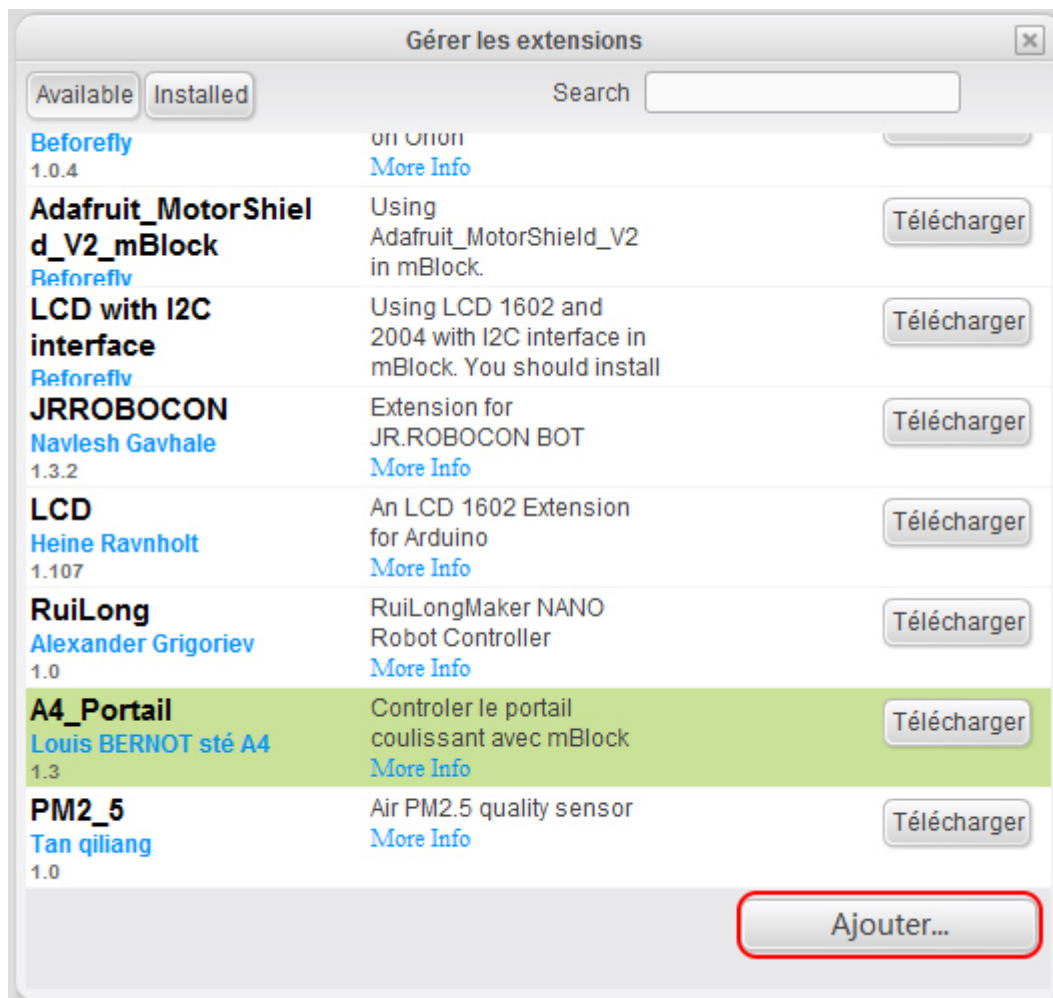 Gérer les extensions
Available Installed Search
Beforefly
1.0.4
on Orion
More Info
Adafruit_MotorShiel
d_V2_mBlock
Beforefly
Using
Adafruit_MotorShield_V2
in mBlock.
Télécharger
LCD with I2C
interface
Beforefly
Using LCD 1602 and
2004 with I2C interface in
mBlock. You should install
Télécharger
JRROBOCON
Navlesh Gavhale
1.3.2
Extension for
JR.ROBOCON BOT
More Info
Télécharger
LCD
Heine Ravnholt
1.107
An LCD 1602 Extension
for Arduino
More Info
Télécharger
RuiLong
Alexander Grigoriev
1.0
RuiLongMaker NANO
Robot Controller
More Info
Télécharger
A4_Portail
Louis BERNOT sté A4
1.3
Controler le portail
coulissant avec mBlock
More Info
Télécharger
PM2_5
Tan qiliang
1.0
Air PM2.5 quality sensor
More Info
Télécharger
Ajouter...